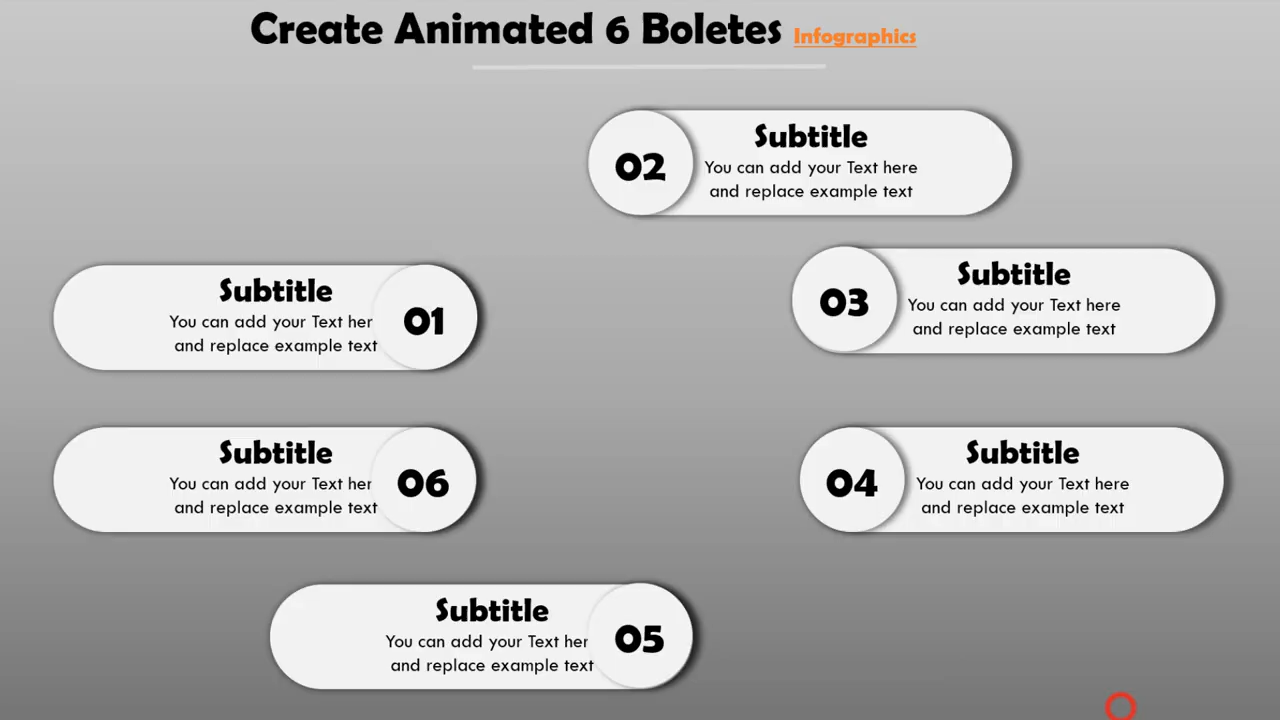 Create Animated 6 Boletes Infographics
02
Subtitle
You can add your Text here
and replace example text
03
Subtitle
You can add your Text here
and replace example text
Subtitle
You can add your Text her
and replace example text
01
Subtitle
You can add your Text her
and replace example text
06
04
Subtitle
You can add your Text here
and replace example text
Subtitle
You can add your Text her
and replace example text
05